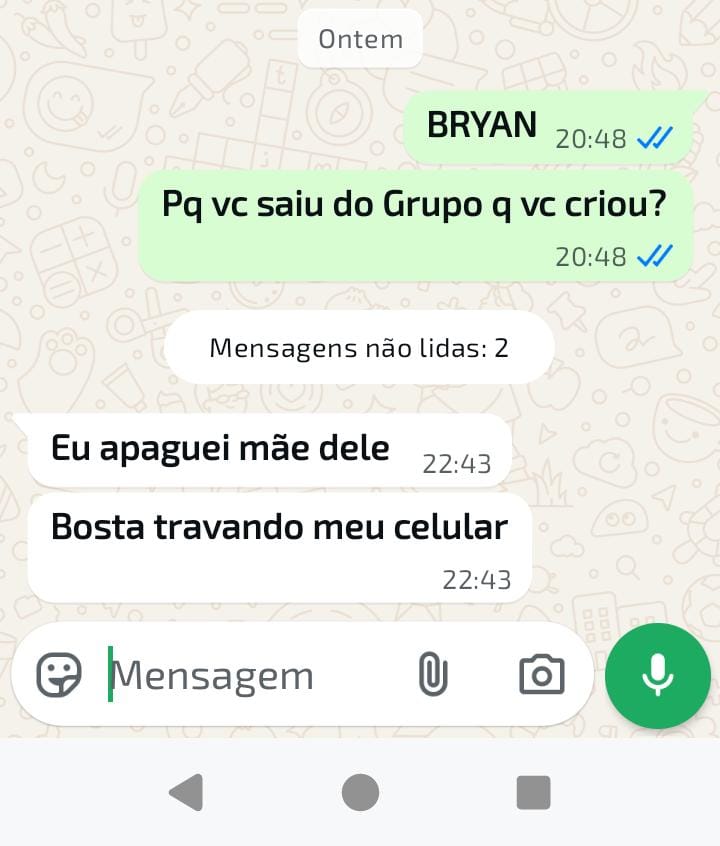 Ontem
BRYAN 20:48
Pq vc saiu do Grupo q vc criou?
20:48
Mensagens não lidas: 2
Eu apaguei mãe dele 22:43
Bosta travando meu celular
22:43
Mensagem